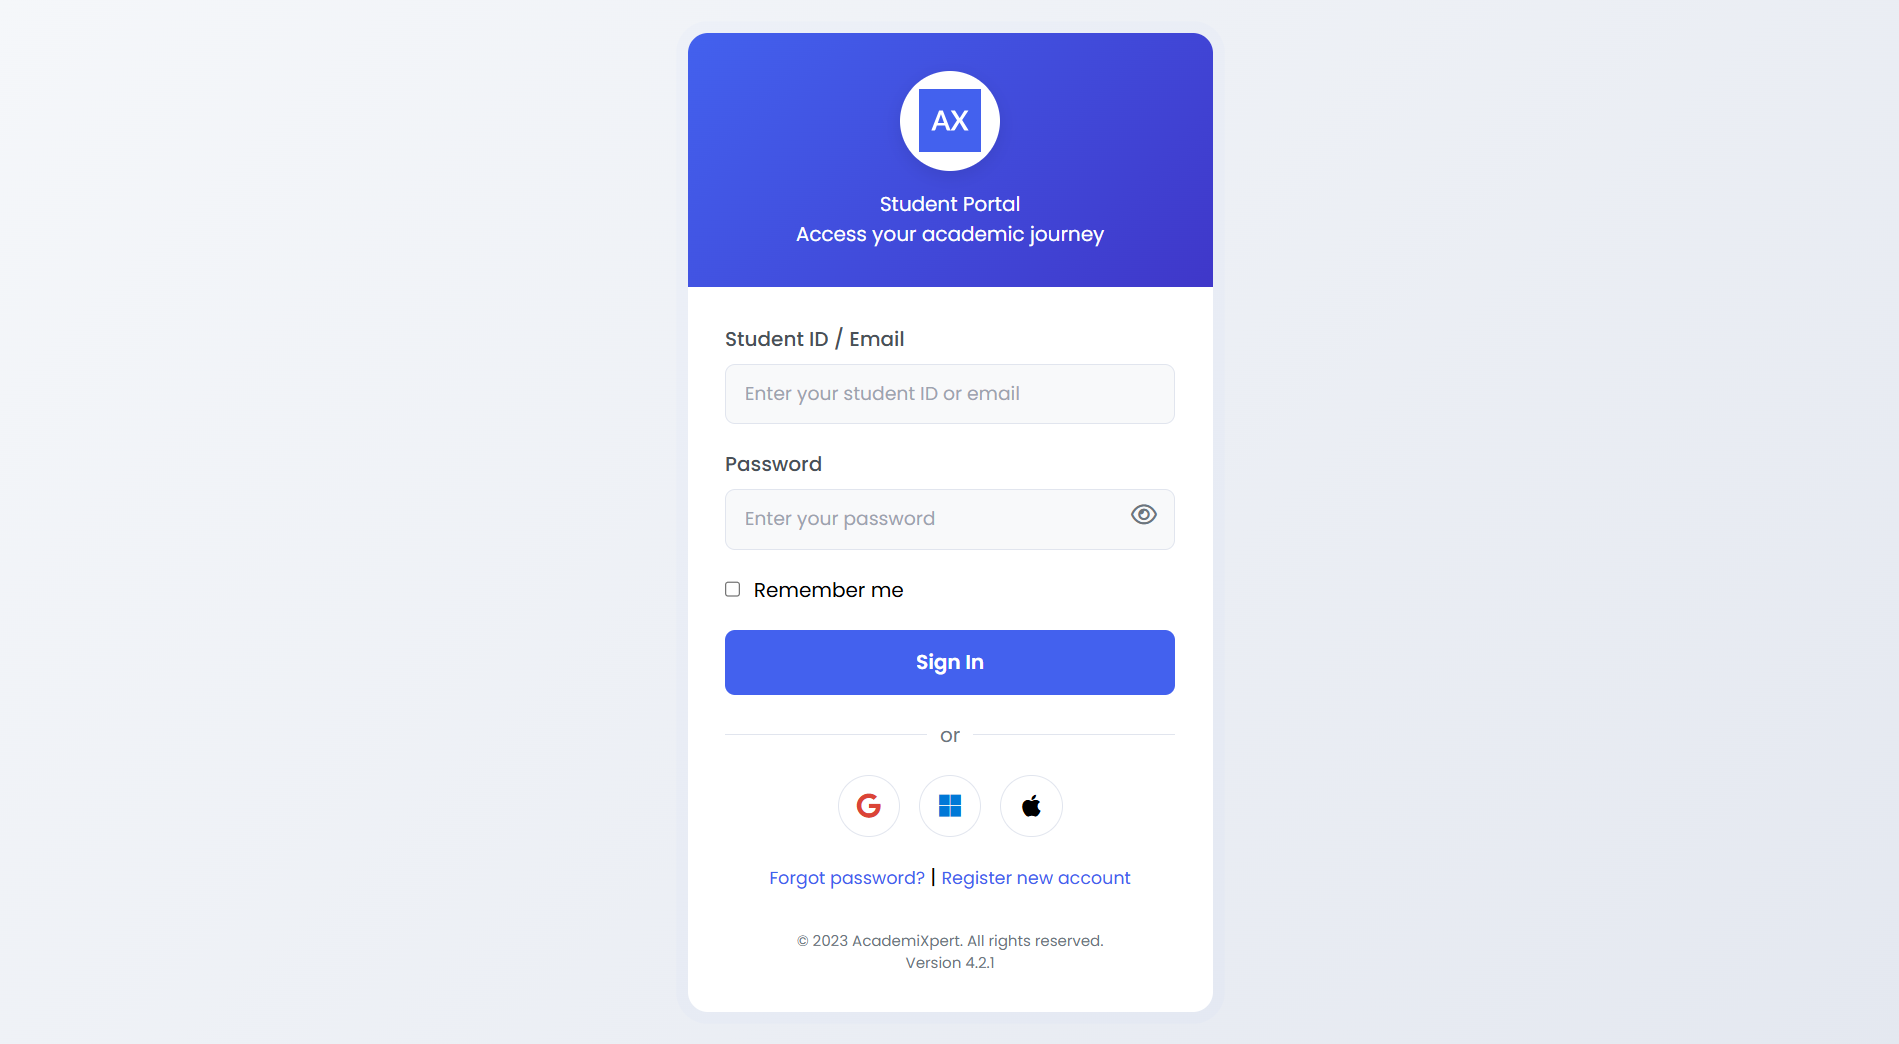 AX
Student Portal
Access your academic journey
Student ID / Email
Enter your student ID or email
Password
Enter your password
Remember me
Sign In
or
Forgot password? | Register new account
© 2023 AcademiXpert. All rights reserved.
Version 4.2.1